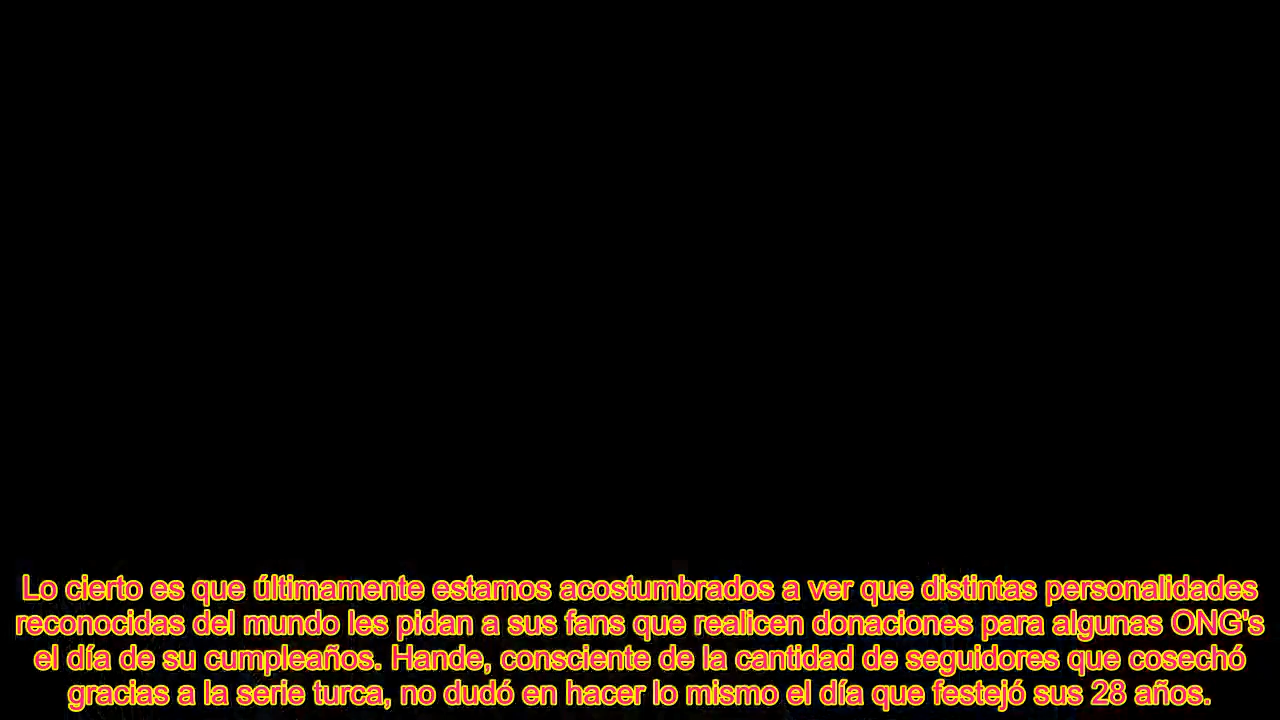 Lo cierto es que últimamente estamos acostumbrados a ver que distintas personalidades
reconocidas del mundo les pidan a sus fans que realicen donaciones para algunas ONG's
el día de su cumpleaños. Hande, consciente de la cantidad de seguidores que cosechó
gracias a la serie turca, no dudó en hacer lo mismo el día que festejó sus 28 años.